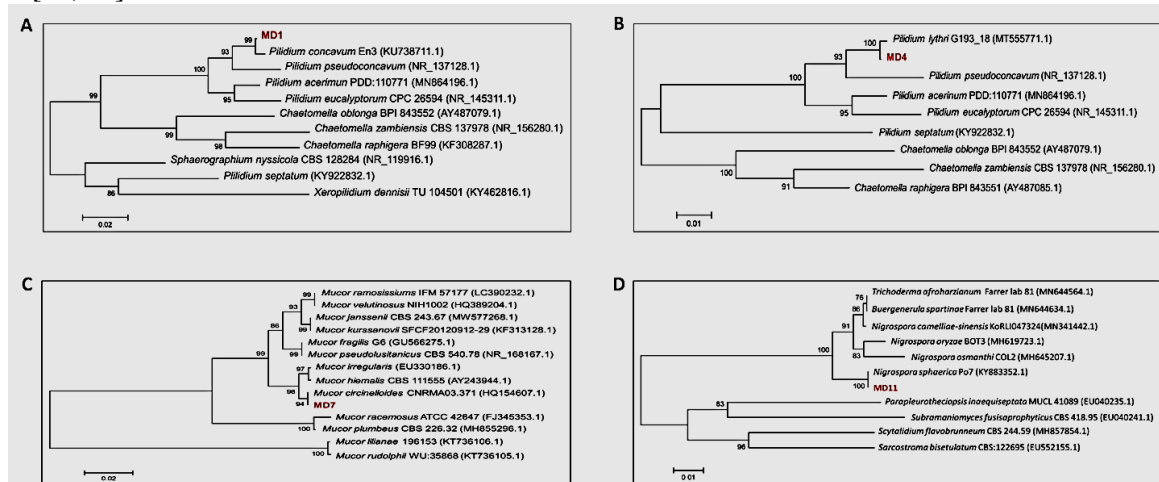 A
99
93
100
99
95
99
98
86
MD1
Pilidium concavum En3 (KU738711.1)
Pilidium pseudoconcavum (NR_137128.1)
Pilidium acerimun PDD:110771 (MN864196.1)
Pilidium eucalyptorum CPC 26594 (NR_145311.1)
Chaetomella oblonga BPI 843552 (AY487079.1)
Chaetomella zambiensis CBS 137978 (NR_156280.1)
Chaetomella raphigera BF99 (KF308287.1)
Sphaerographium nyssicola CBS 128284 (NR_119916.1)
Pilidium septatum (KY922832.1)
Xeropilidium dennisii TU 104501 (KY462816.1)
0.02
B
100
93
100
95
100
91
Pilidium lythri G193_18 (MT555771.1)
MD4
Pilidium pseudoconcavum (NR_137128.1)
Pilidium acerinum PDD:110771 (MN864196.1)
Pilidium eucalyptorum CPC 26594 (NR_145311.1)
Pilidium septatum (KY922832.1)
Chaetomella oblonga BPI 843552 (AY487079.1)
Chaetomella zambiensis CBS 137978 (NR_156280.1)
Chaetomella raphigera BPI 843551 (AY487085.1)
0.01
C
99
93
86
99
99
99
97
98
94
100
100
Mucor ramosissiums IFM 57177 (LC390232.1)
Mucor velutinosus NIH1002 (HQ389204.1)
Mucor janssenii CBS 243.67 (MW577268.1)
Mucor kurssanovii SFCF20120912-29 (KF313128.1)
Mucor fragilis G6 (GU566275.1)
Mucor pseudolusitanicus CBS 540.78 (NR_168167.1)
Mucor irregularis (EU330186.1)
Mucor hiemalis CBS 111555 (AY243944.1)
Mucor circinelloides CNRMA03.371 (HQ154607.1)
MD7
Mucor racemosus ATCC 42647 (FJ345353.1)
Mucor plumbeus CBS 226.32 (MH855296.1)
Mucor lilianae 196153 (KT736106.1)
Mucor rudolphii WU:35868 (KT736105.1)
0.02
D
76
86
91
83
100
100
83
96
Trichoderma afroharzianum Farrer lab 81 (MN644564.1)
Buergenerula spartinae Farrer lab 81 (MN644634.1)
Nigrospora camelliae-sinensis KoRLI047324(MN341442.1)
Nigrospora oryzae BOT3 (MH619723.1)
Nigrospora osmanthi COL2 (MH645207.1)
Nigrospora sphaerica Po7 (KY883352.1)
MD11
Parapleurotheciopsis inaequiseptata MUCL 41089 (EU040235.1)
Subramaniomyces fusisaprophyticus CBS 418.95 (EU040241.1)
Scytalidium flavobrunneum CBS 244.59 (MH857854.1)
Sarcostroma bisetulatum CBS:122695 (EU552155.1)
0.01